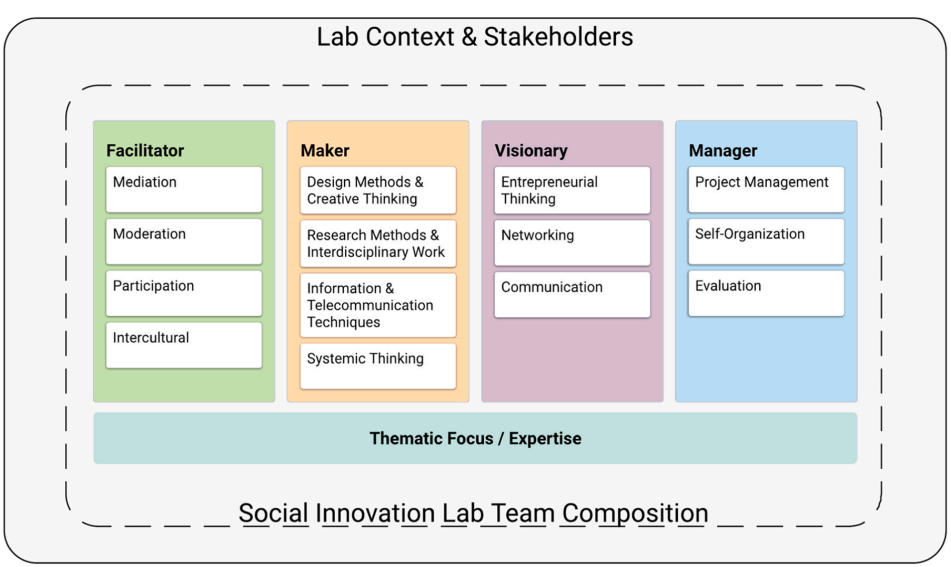 Lab Context & Stakeholders
Facilitator
Mediation
Moderation
Participation
Intercultural
Maker
Design Methods &
Creative Thinking
Research Methods &
Interdisciplinary Work
Information &
Telecommunication
Techniques
Systemic Thinking
Visionary
Entrepreneurial
Thinking
Networking
Communication
Manager
Project Management
Self-Organization
Evaluation
Thematic Focus / Expertise
Social Innovation Lab Team Composition